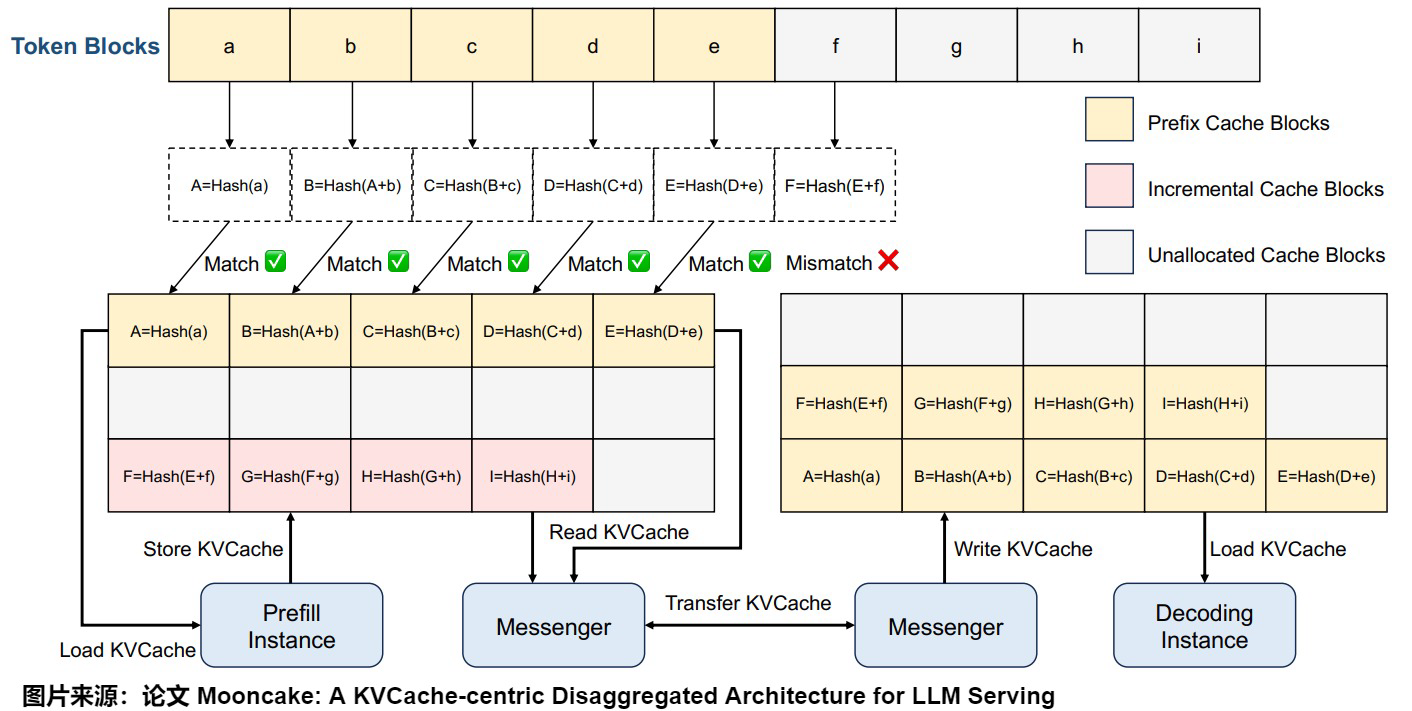 Token Blocks a b c d e f g h i
Prefix Cache Blocks
A=Hash(a) B=Hash(A+b) C=Hash(B+c) D=Hash(C+d) E=Hash(D+e) F=Hash(E+f)
Incremental Cache Blocks
Unallocated Cache Blocks
Match ✅ Match ✅ Match ✅ Match ✅ Match ✅ Mismatch ❌
A=Hash(a) B=Hash(A+b) C=Hash(B+c) D=Hash(C+d) E=Hash(D+e)
F=Hash(E+f) G=Hash(F+g) H=Hash(G+h) I=Hash(H+i)
F=Hash(E+f) G=Hash(F+g) H=Hash(G+h) I=Hash(H+i)
A=Hash(a) B=Hash(A+b) C=Hash(B+c) D=Hash(C+d) E=Hash(D+e)
Store KVCache
Read KVCache
Write KVCache
Load KVCache
Prefill
Instance
Messenger
Transfer KVCache
Messenger
Decoding
Instance
Load KVCache
图片来源：论文 Mooncake: A KVCache-centric Disaggregated Architecture for LLM Serving